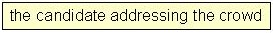 the candidate addressing the crowd